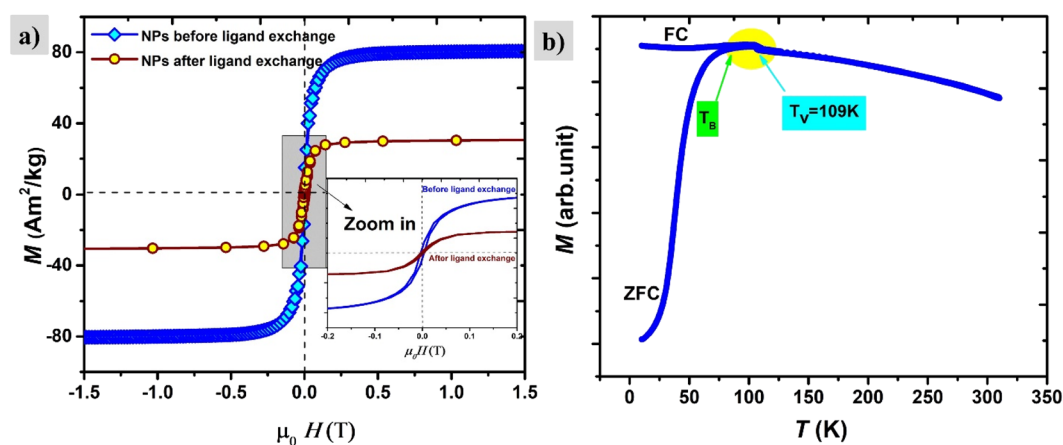 a)
NPs before ligand exchange
NPs after ligand exchange
M (Am²/kg)
80
40
0
-40
-80
-1.5
-1.0
-0.5
0.0
0.5
1.0
1.5
μ₀ H(T)
Zoom in
Before ligand exchange
After ligand exchange
-0.2
-0.1
0.0
0.1
0.2
μ₀H(T)
b)
FC
ZFC
T_B
T_V=109K
M (arb.unit)
0
50
100
150
200
250
300
350
T (K)